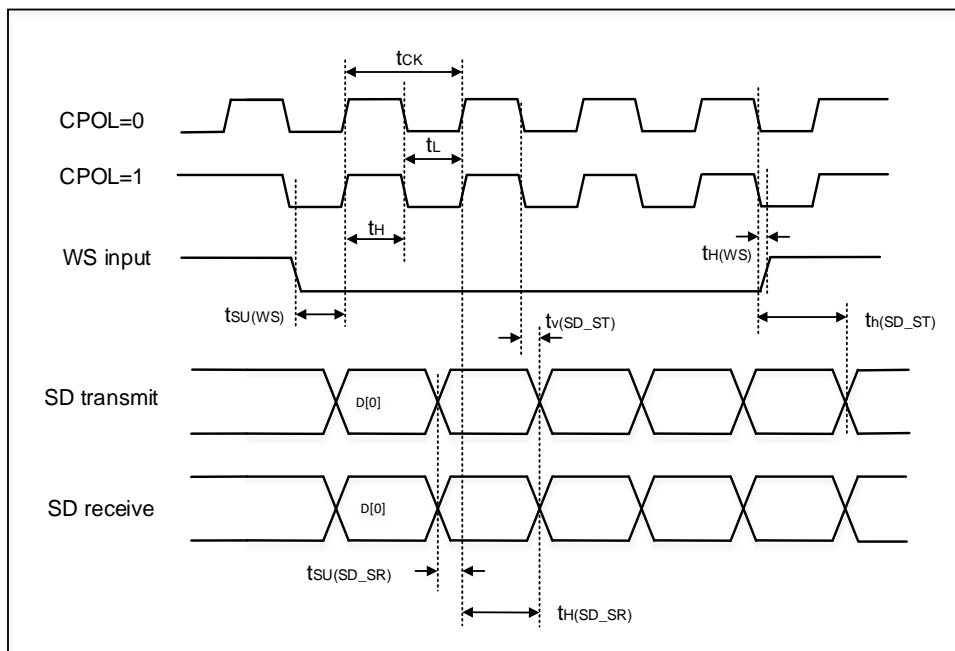 tCK
CPOL=0
tL
CPOL=1
tH
tH(WS)
WS input
tSU(WS)
tv(SD_ST)
th(SD_ST)
SD transmit
D[0]
SD receive
D[0]
tSU(SD_SR)
tH(SD_SR)